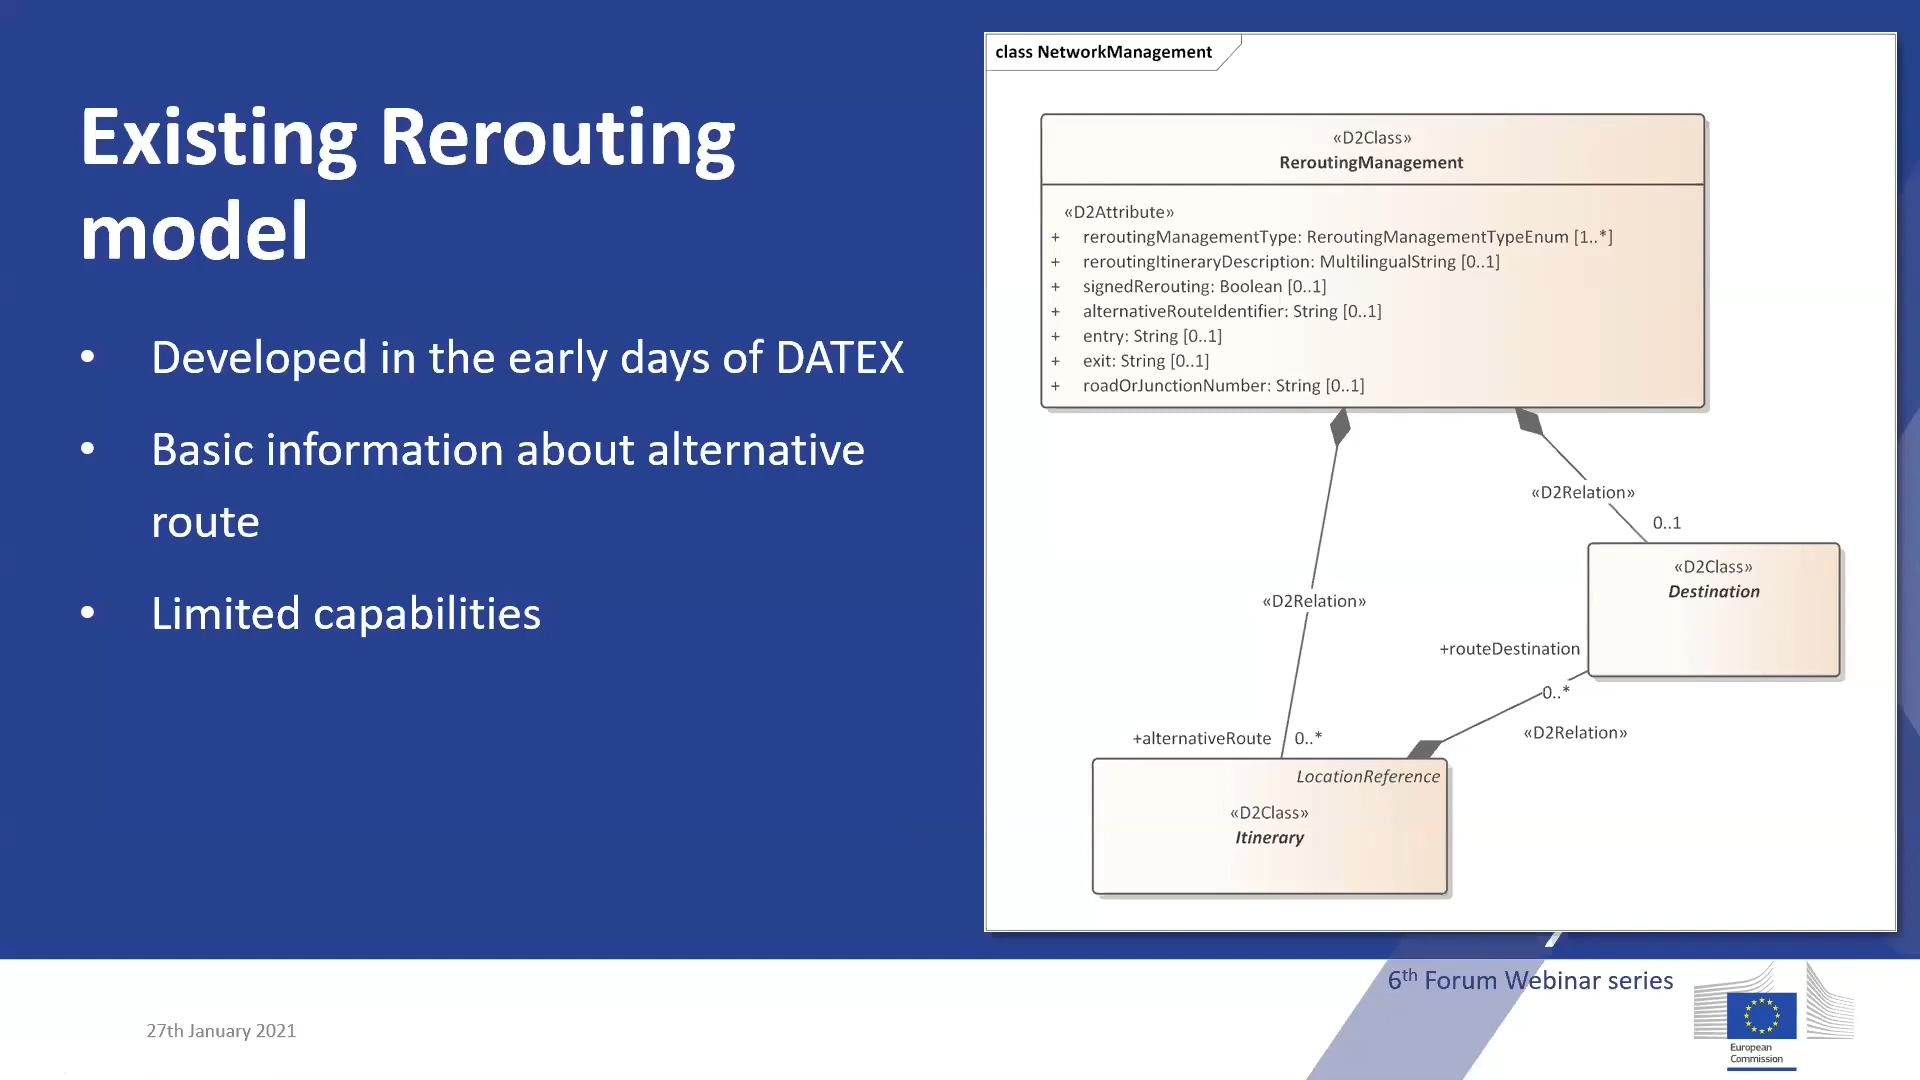 Existing Rerouting
model
• Developed in the early days of DATEX
• Basic information about alternative
route
• Limited capabilities
class NetworkManagement
«D2Class»
ReroutingManagement
«D2Attribute»
+ reroutingManagementType: ReroutingManagementTypeEnum [1..*]
+ reroutingItineraryDescription: MultilingualString [0..1]
+ signedRerouting: Boolean [0..1]
+ alternativeRouteIdentifier: String [0..1]
+ entry: String [0..1]
+ exit: String [0..1]
+ roadOrJunctionNumber: String [0..1]
«D2Relation»
0..1
«D2Class»
Destination
«D2Relation»
+routeDestination
0..*
«D2Relation»
+alternativeRoute 0..*
LocationReference
«D2Class»
Itinerary
6th Forum Webinar series
27th January 2021
European
Commission